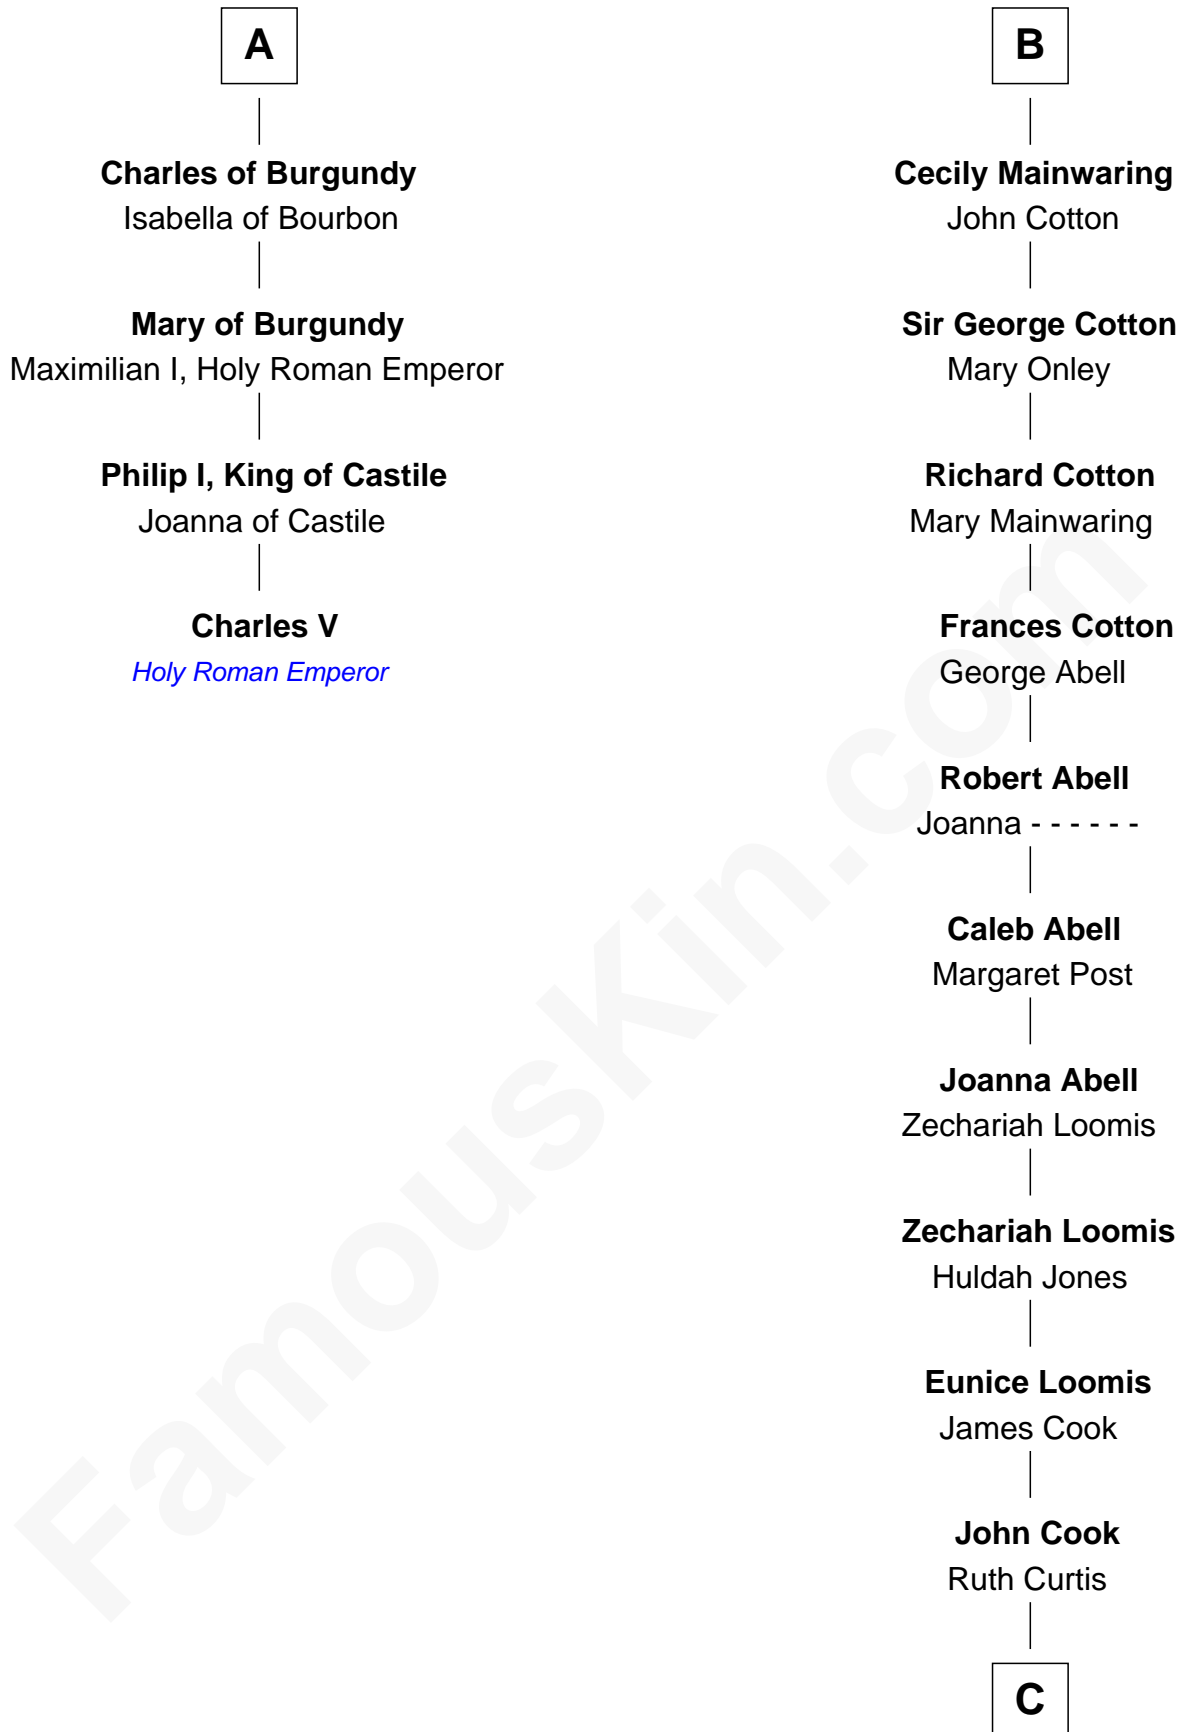 A
Charles of Burgundy
Isabella of Bourbon
Mary of Burgundy
Maximilian I, Holy Roman Emperor
Philip I, King of Castile
Joanna of Castile
Charles V
Holy Roman Emperor
B
Cecily Mainwaring
John Cotton
Sir George Cotton
Mary Onley
Richard Cotton
Mary Mainwaring
Frances Cotton
George Abell
Robert Abell
Joanna - - - - - -
Caleb Abell
Margaret Post
Joanna Abell
Zechariah Loomis
Zechariah Loomis
Huldah Jones
Eunice Loomis
James Cook
John Cook
Ruth Curtis
C
FamousKin.com